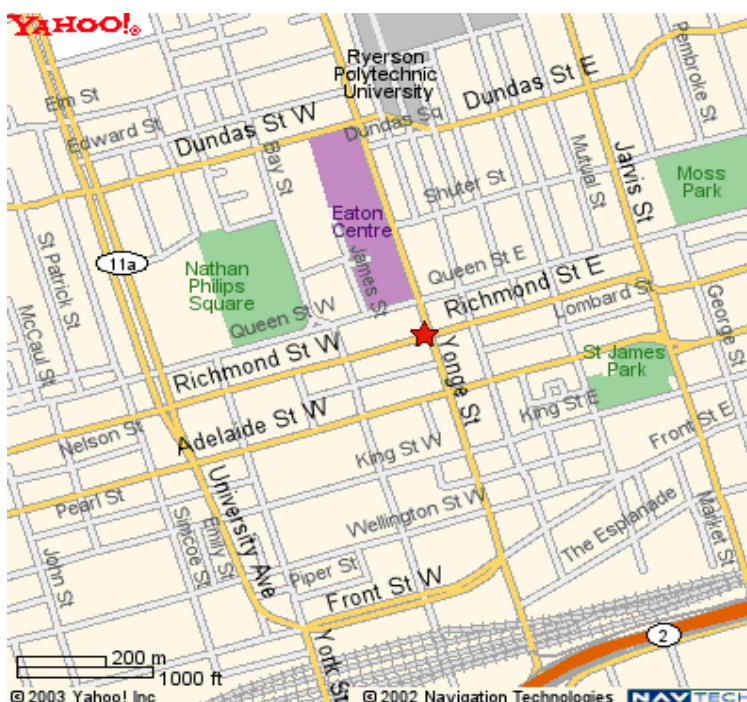 YAHOO!®
Ryerson
Polytechnic
University
Pembroke St
Elm St
Dundas St E
Edward St
Dundas St W
Dundas Sq
Bay St
Mutual St
Jarvis St
Moss
Park
Shuter St
Eaton
Centre
St Patrick St
11a
Nathan
Philips
Square
James St
Queen St E
Richmond St E
McCaul St
Queen St W
Lombard St
George St
Richmond St W
Yonge St
St James
Park
Nelson St
Adelaide St W
King St E
King St W
Front St E
Pearl St
University Ave
Wellington St W
Market St
Simcoe St
Emily St
The Esplanade
John St
Piper St
Front St W
York St
2
200 m
1000 ft
© 2003 Yahoo! Inc
© 2002 Navigation Technologies
NAVTECH